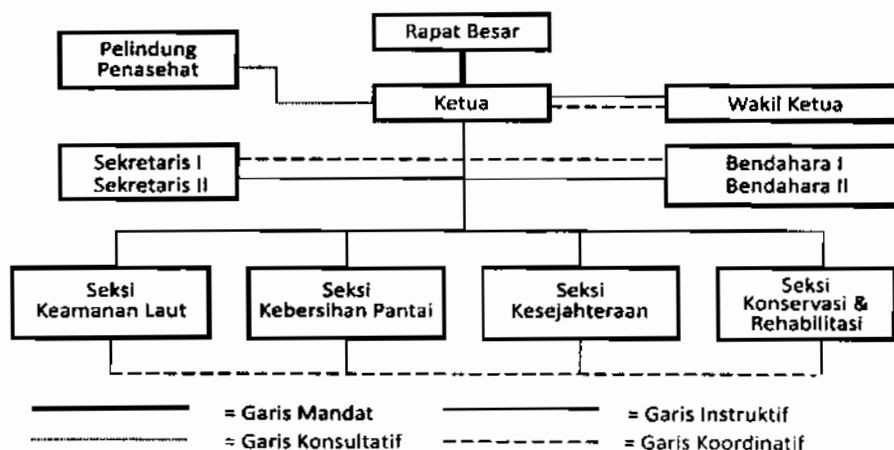 Rapat Besar
Pelindung
Penasehat
Ketua
Wakil Ketua
Sekretaris I
Sekretaris II
Bendahara I
Bendahara II
Seksi
Keamanan Laut
Seksi
Kebersihan Pantai
Seksi
Kesejahteraan
Seksi
Konservasi &
Rehabilitasi
= Garis Mandat
= Garis Instruktif
= Garis Konsultatif
= Garis Koordinatif